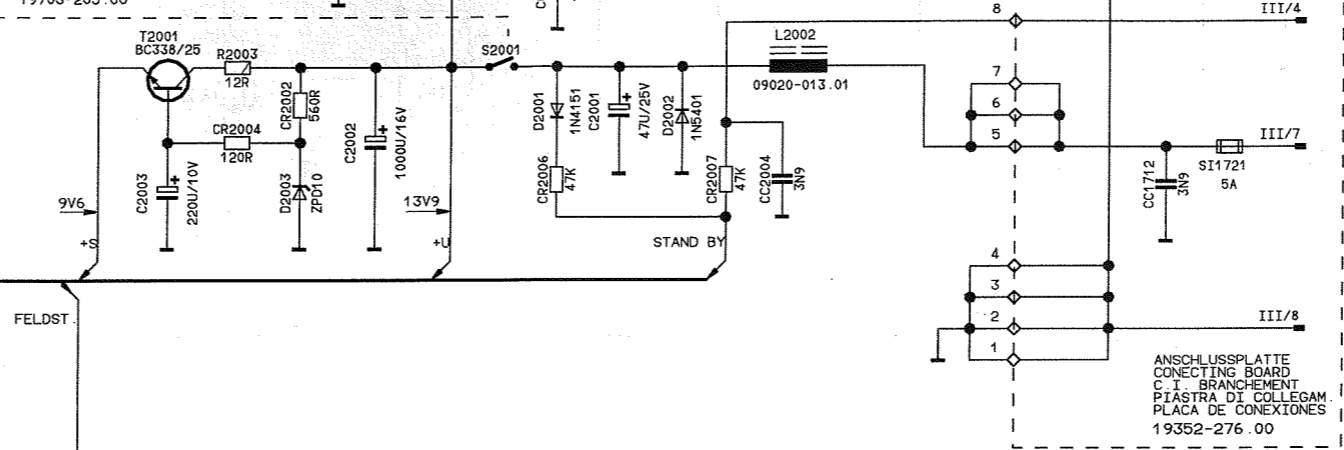 T2001
BC338/25
R2003
12R
CR2002
560R
CR2004
120R
C2003
220U/10V
D2003
ZPD10
C2002
1000U/16V
9V6
+S
13V9
+U
FELDST.
S2001
D2001
1N4151
C2001
47U/25V
D2002
1N5401
L2002
09020-013.01
CR2006
47K
CR2007
47K
CC2004
3N9
STAND BY
8
III/4
7
6
5
III/7
CC1712
3N9
SI1721
5A
4
3
2
III/8
1
ANSCHLUSSPLATTE
CONECTING BOARD
C.I. BRANCHEMENT
PIASTRA DI COLLEGAM.
PLACA DE CONEXIONES
19352-276.00